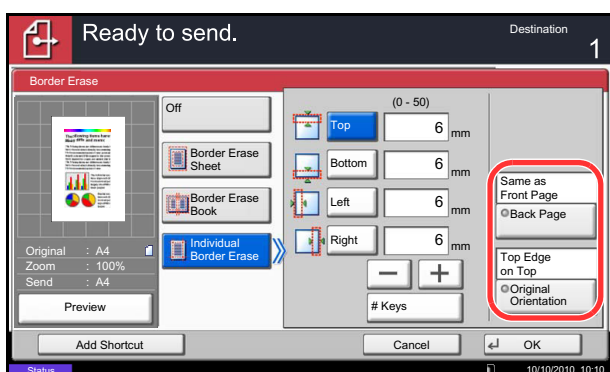 Ready to send.
Destination
1
Border Erase
Off
Border Erase
Sheet
Border Erase
Book
Individual
Border Erase
(0 - 50)
Top
6 mm
Bottom
6 mm
Left
6 mm
Right
6 mm
# Keys
Same as
Front Page
Back Page
Top Edge
on Top
Original
Orientation
Original : A4
Zoom : 100%
Send : A4
Preview
Add Shortcut
Cancel
OK
Status
10/10/2010 10:10